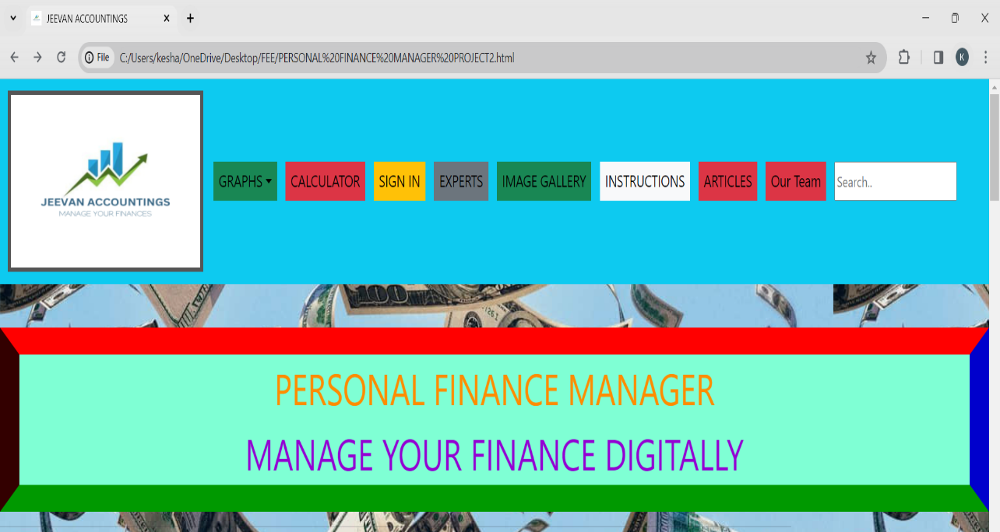 JEEVAN ACCOUNTINGS
File C:/Users/kesha/OneDrive/Desktop/FEE/PERSONAL%20FINANCE%20MANAGER%20PROJECT2.html
K
JEEVAN ACCOUNTINGS
MANAGE YOUR FINANCES
GRAPHS CALCULATOR SIGN IN EXPERTS IMAGE GALLERY INSTRUCTIONS ARTICLES Our Team Search..
100
PERSONAL FINANCE MANAGER
MANAGE YOUR FINANCE DIGITALLY